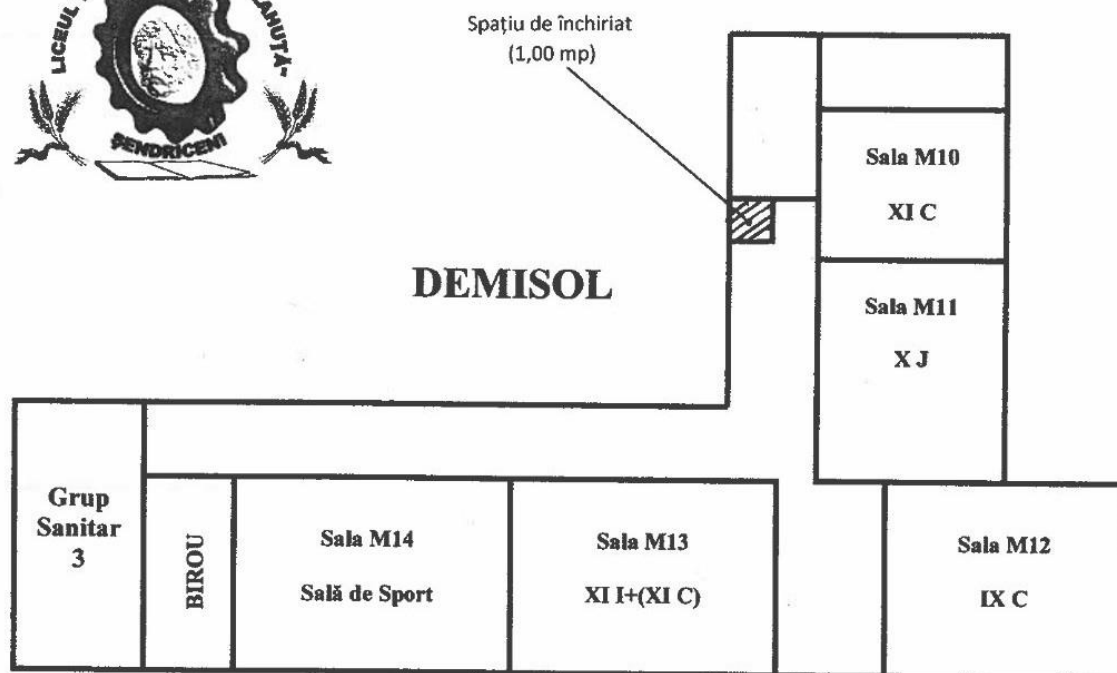 LICEUL
AHUȚĂ-
ȘENDRICENI
Spațiu de închiriat
(1,00 mp)
Sala M10
XI C
DEMISOL
Sala M11
X J
Grup
Sanitar
3
BIROU
Sala M14
Sală de Sport
Sala M13
XI I+(XI C)
Sala M12
IX C